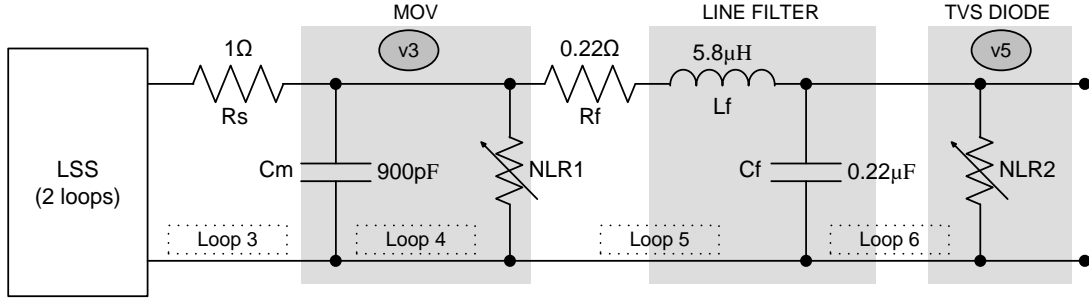 MOV
LINE FILTER
TVS DIODE
v3
v5
1Ω
0.22Ω
5.8μH
Rs
Rf
Lf
LSS
(2 loops)
Cm
900pF
NLR1
Cf
0.22μF
NLR2
Loop 3
Loop 4
Loop 5
Loop 6